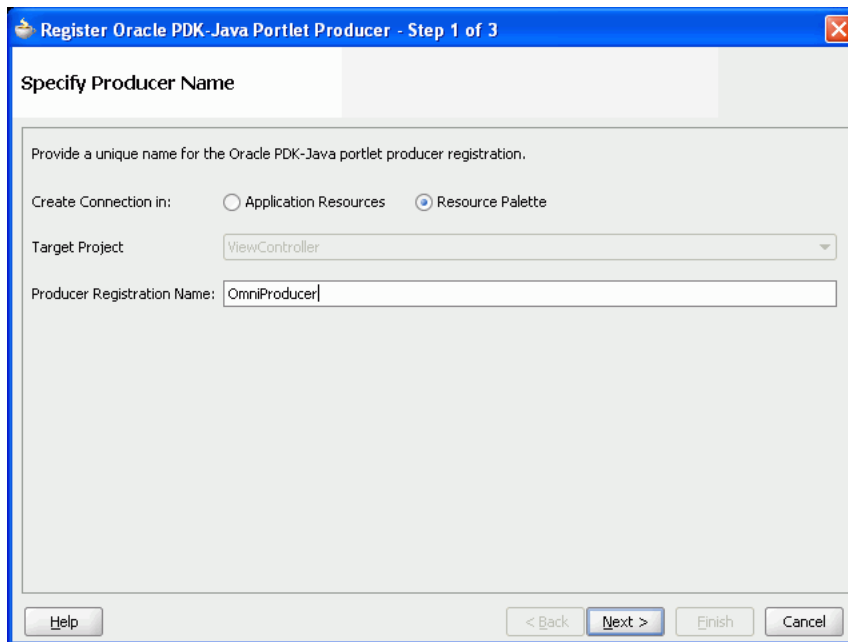 Register Oracle PDK-Java Portlet Producer - Step 1 of 3
Specify Producer Name
Provide a unique name for the Oracle PDK-Java portlet producer registration.
Create Connection in: Application Resources Resource Palette
Target Project ViewController
Producer Registration Name: OmniProducer
Help < Back Next > Finish Cancel